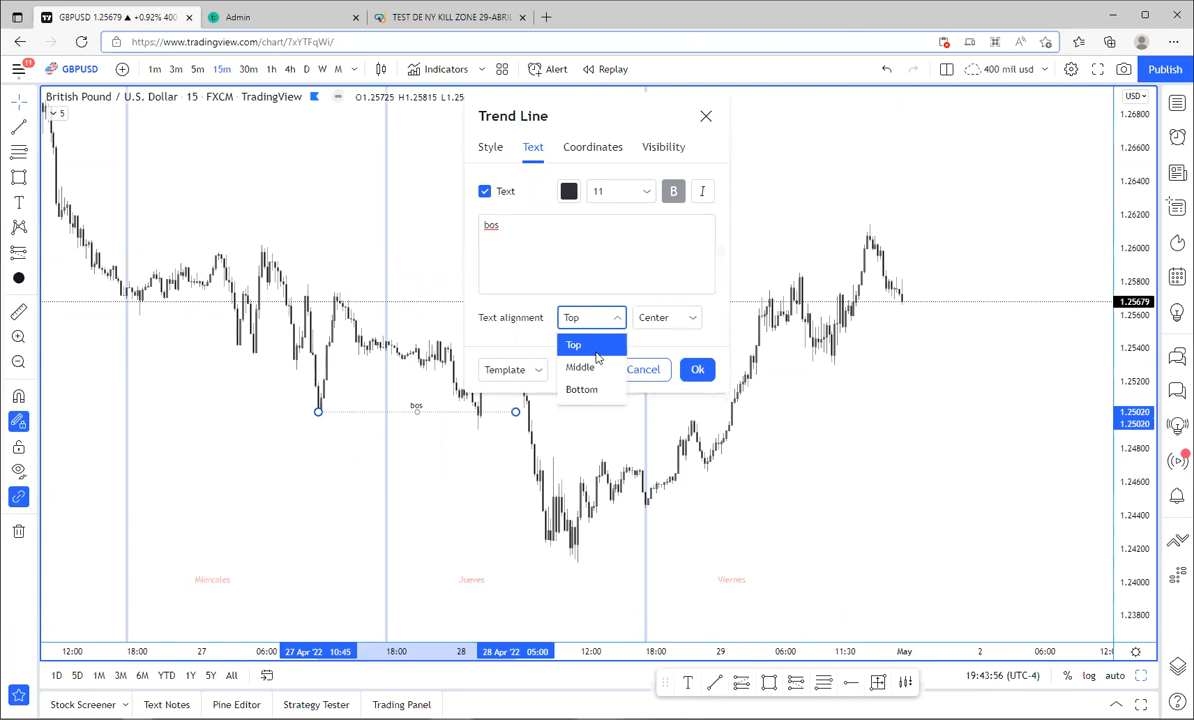 GBPUSD 1.25679 ▲ +0.92% 400
Admin
TEST DE NY KILL ZONE 29-ABRIL
https://www.tradingview.com/chart/7xYTFqWi/
11
GBPUSD
1m 3m 5m 15m 30m 1h 4h D W M
Indicators
Alert
Replay
400 mil usd
Publish
British Pound / U.S. Dollar · 15 · FXCM · TradingView
O1.25725 H1.25815 L1.25
5
USD
Trend Line
Style Text Coordinates Visibility
Text
11
B
I
bos
Text alignment
Top
Center
Top
Middle
Bottom
Template
Cancel
Ok
bos
1.26800
1.26600
1.26400
1.26200
1.26000
1.25800
1.25679
1.25600
1.25400
1.25200
1.25020
1.25020
1.24800
1.24600
1.24400
1.24200
1.24000
1.23800
Miercoles
Jueves
Viernes
12:00 18:00 27 06:00 27 Apr '22 10:45 18:00 28 28 Apr '22 05:00 12:00 18:00 29 06:00 11:30 May 2 06:00 12:0
1D 5D 1M 3M 6M YTD 1Y 5Y All
19:43:56 (UTC-4)
% log auto
Stock Screener
Text Notes
Pine Editor
Strategy Tester
Trading Panel